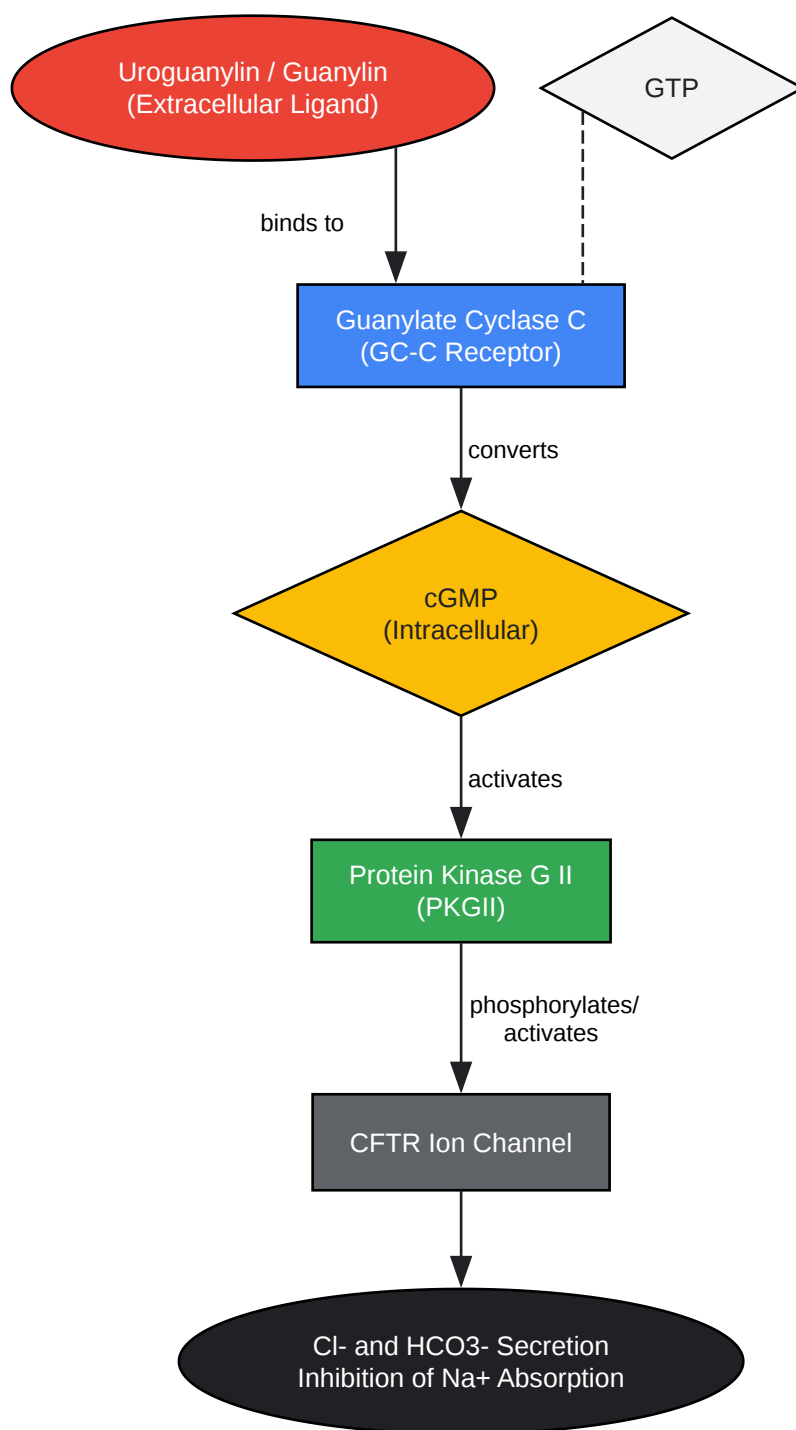 Uroguanylin / Guanylin
(Extracellular Ligand)
GTP
binds to
Guanylate Cyclase C
(GC-C Receptor)
converts
cGMP
(Intracellular)
activates
Protein Kinase G II
(PKGII)
phosphorylates/
activates
CFTR Ion Channel
Cl- and HCO3- Secretion
Inhibition of Na+ Absorption